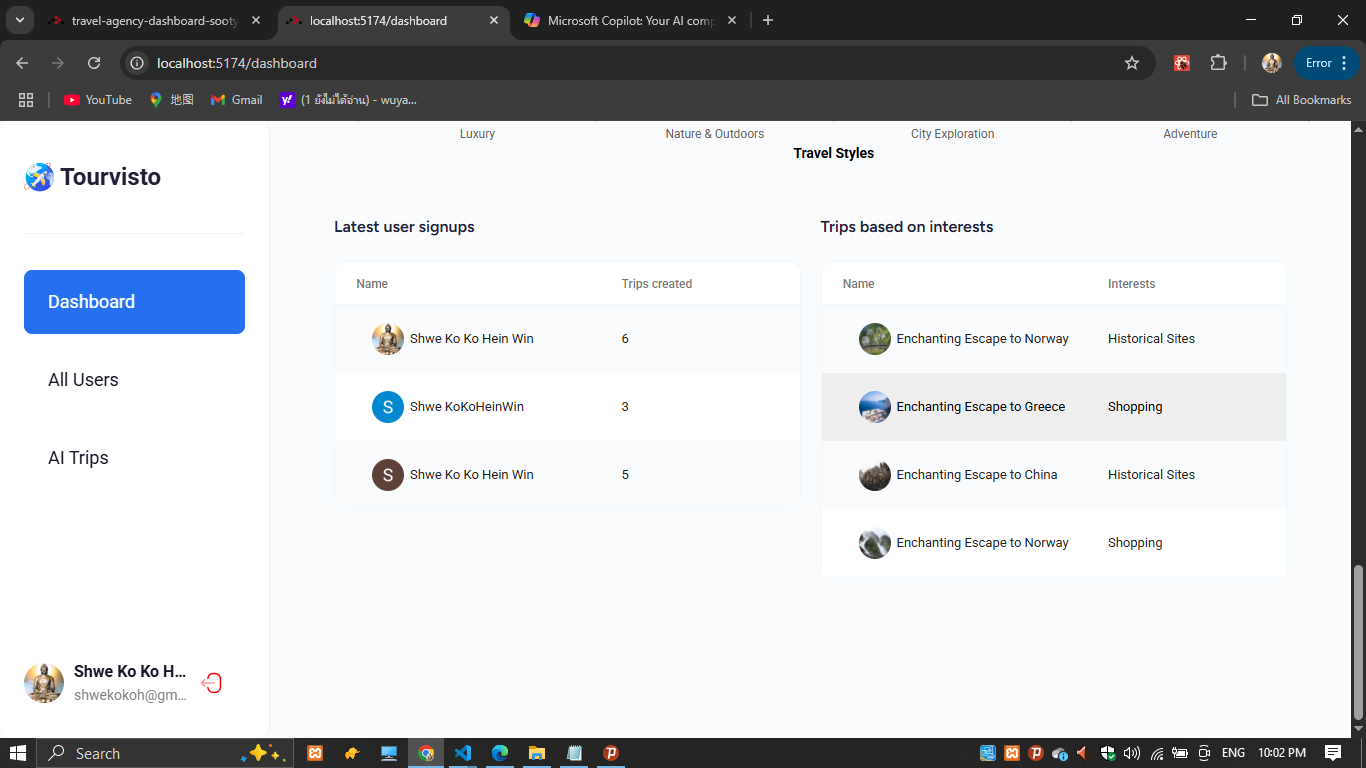 travel-agency-dashboard-sooty
localhost:5174/dashboard
Microsoft Copilot: Your AI comp
localhost:5174/dashboard
Error
YouTube
地图
Gmail
(1 ยังไม่ได้อ่าน) - wuya...
All Bookmarks
Tourvisto
Dashboard
All Users
AI Trips
Shwe Ko Ko H...
shwekokoh@gm...
Luxury Nature & Outdoors City Exploration Adventure
Travel Styles
Latest user signups
Name Trips created
Shwe Ko Ko Hein Win 6
S Shwe KoKoHeinWin 3
S Shwe Ko Ko Hein Win 5
Trips based on interests
Name Interests
Enchanting Escape to Norway Historical Sites
Enchanting Escape to Greece Shopping
Enchanting Escape to China Historical Sites
Enchanting Escape to Norway Shopping
Search
ENG
10:02 PM